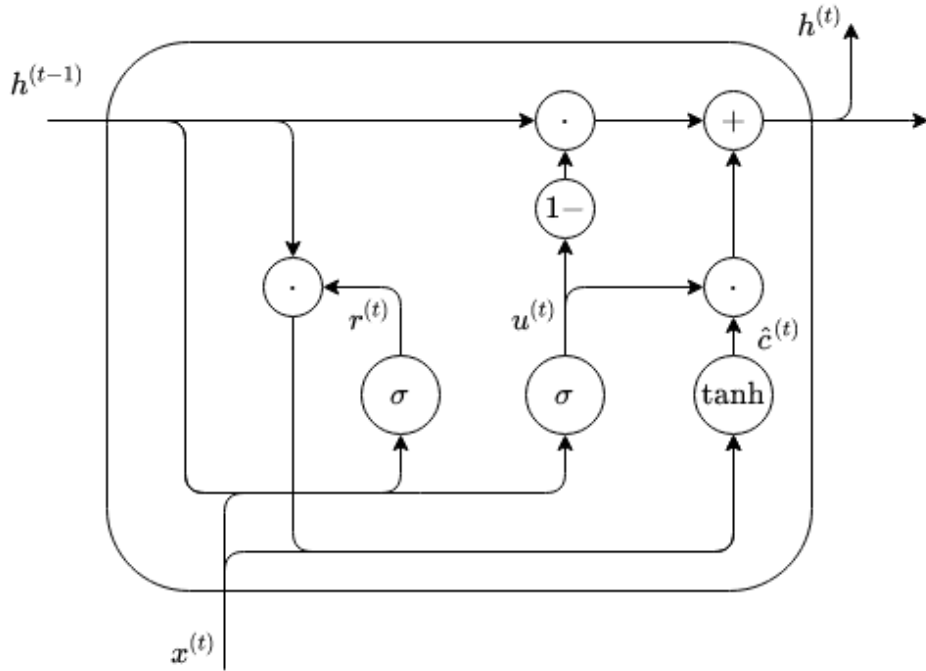 h^{(t)}
h^{(t-1)}
· +
1−
· ·
r^{(t)} u^{(t)} ĉ^{(t)}
σ σ tanh
x^{(t)}